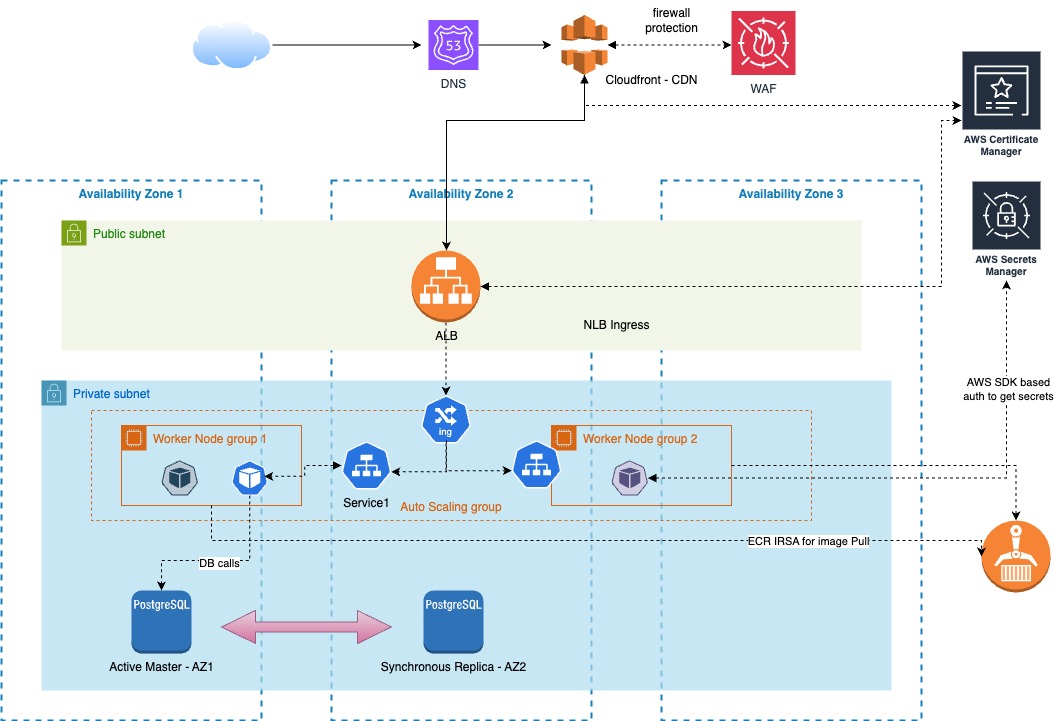 firewall
protection
53
DNS
Cloudfront - CDN
WAF
AWS Certificate
Manager
Availability Zone 1
Availability Zone 2
Availability Zone 3
Public subnet
AWS Secrets
Manager
NLB Ingress
ALB
AWS SDK based
auth to get secrets
Private subnet
ing
Worker Node group 1
Worker Node group 2
Service1
Auto Scaling group
ECR IRSA for image Pull
DB calls
PostgreSQL
PostgreSQL
Active Master - AZ1
Synchronous Replica - AZ2